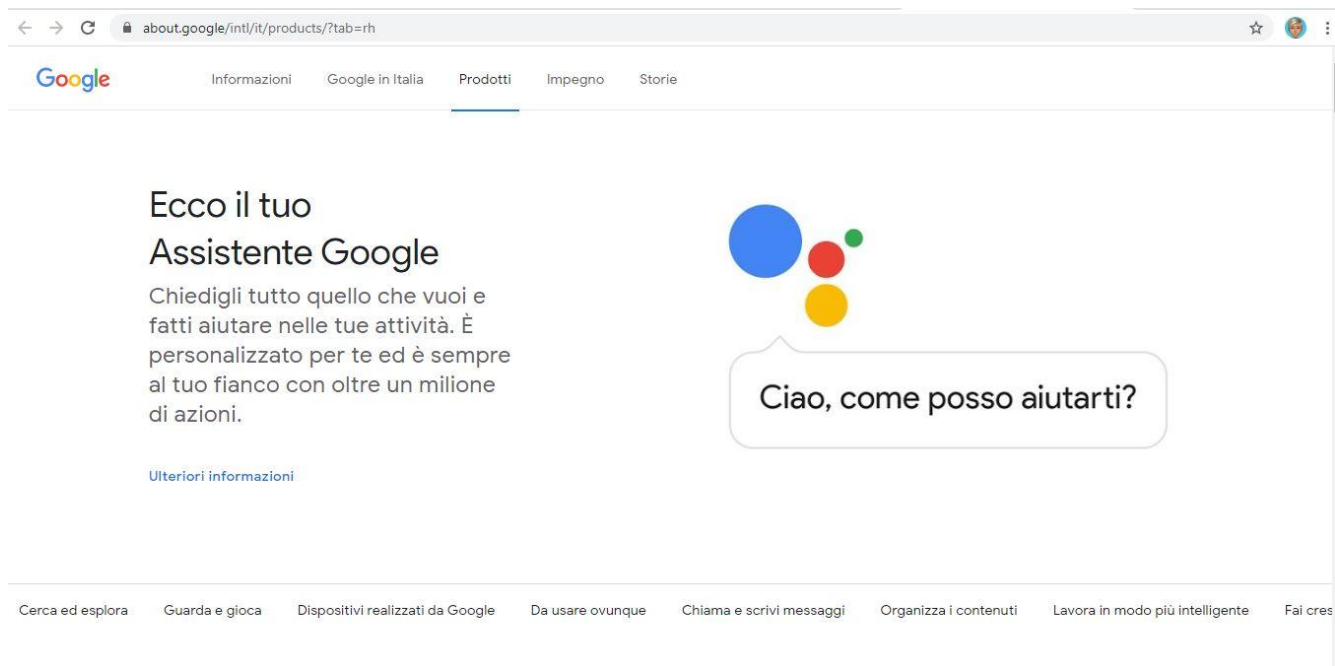 about.google/intl/it/products/?tab=rh
Google Informazioni Google in Italia Prodotti Impegno Storie
Ecco il tuo
Assistente Google
Chiedigli tutto quello che vuoi e
fatti aiutare nelle tue attività. È
personalizzato per te ed è sempre
al tuo fianco con oltre un milione
di azioni.
Ulteriori informazioni
Ciao, come posso aiutarti?
Cerca ed esplora Guarda e gioca Dispositivi realizzati da Google Da usare ovunque Chiama e scrivi messaggi Organizza i contenuti Lavora in modo più intelligente Fai cres